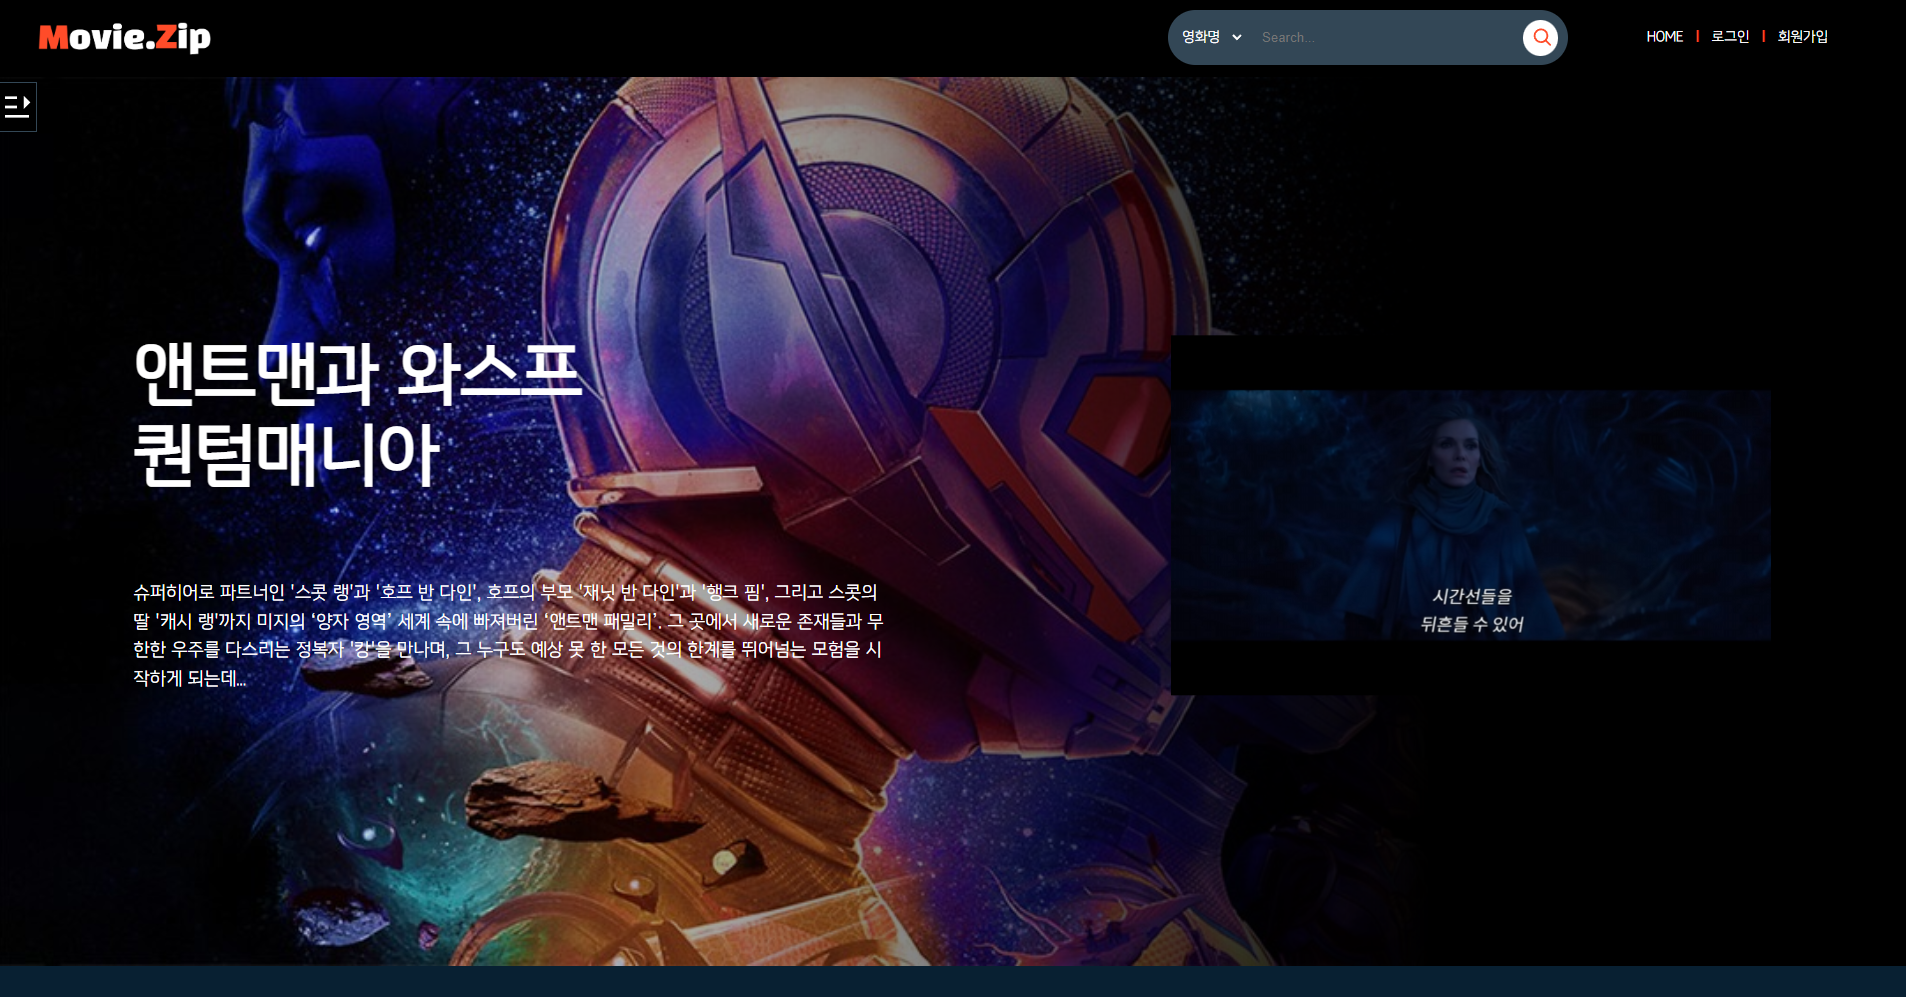 Movie.Zip
영화명
Search...
HOME
로그인
회원가입
앤트맨과 와스프
퀀텀매니아
슈퍼히어로 파트너인 '스콧 랭'과 '호프 반 다인', 호프의 부모 '재닛 반 다인'과 '행크 핌', 그리고 스콧의
딸 '캐시 랭'까지 미지의 ‘양자 영역’ 세계 속에 빠져버린 ‘앤트맨 패밀리’. 그 곳에서 새로운 존재들과 무
한한 우주를 다스리는 정복자 '캉'을 만나며, 그 누구도 예상 못 한 모든 것의 한계를 뛰어넘는 모험을 시
작하게 되는데...
시간선들을
뒤흔들 수 있어